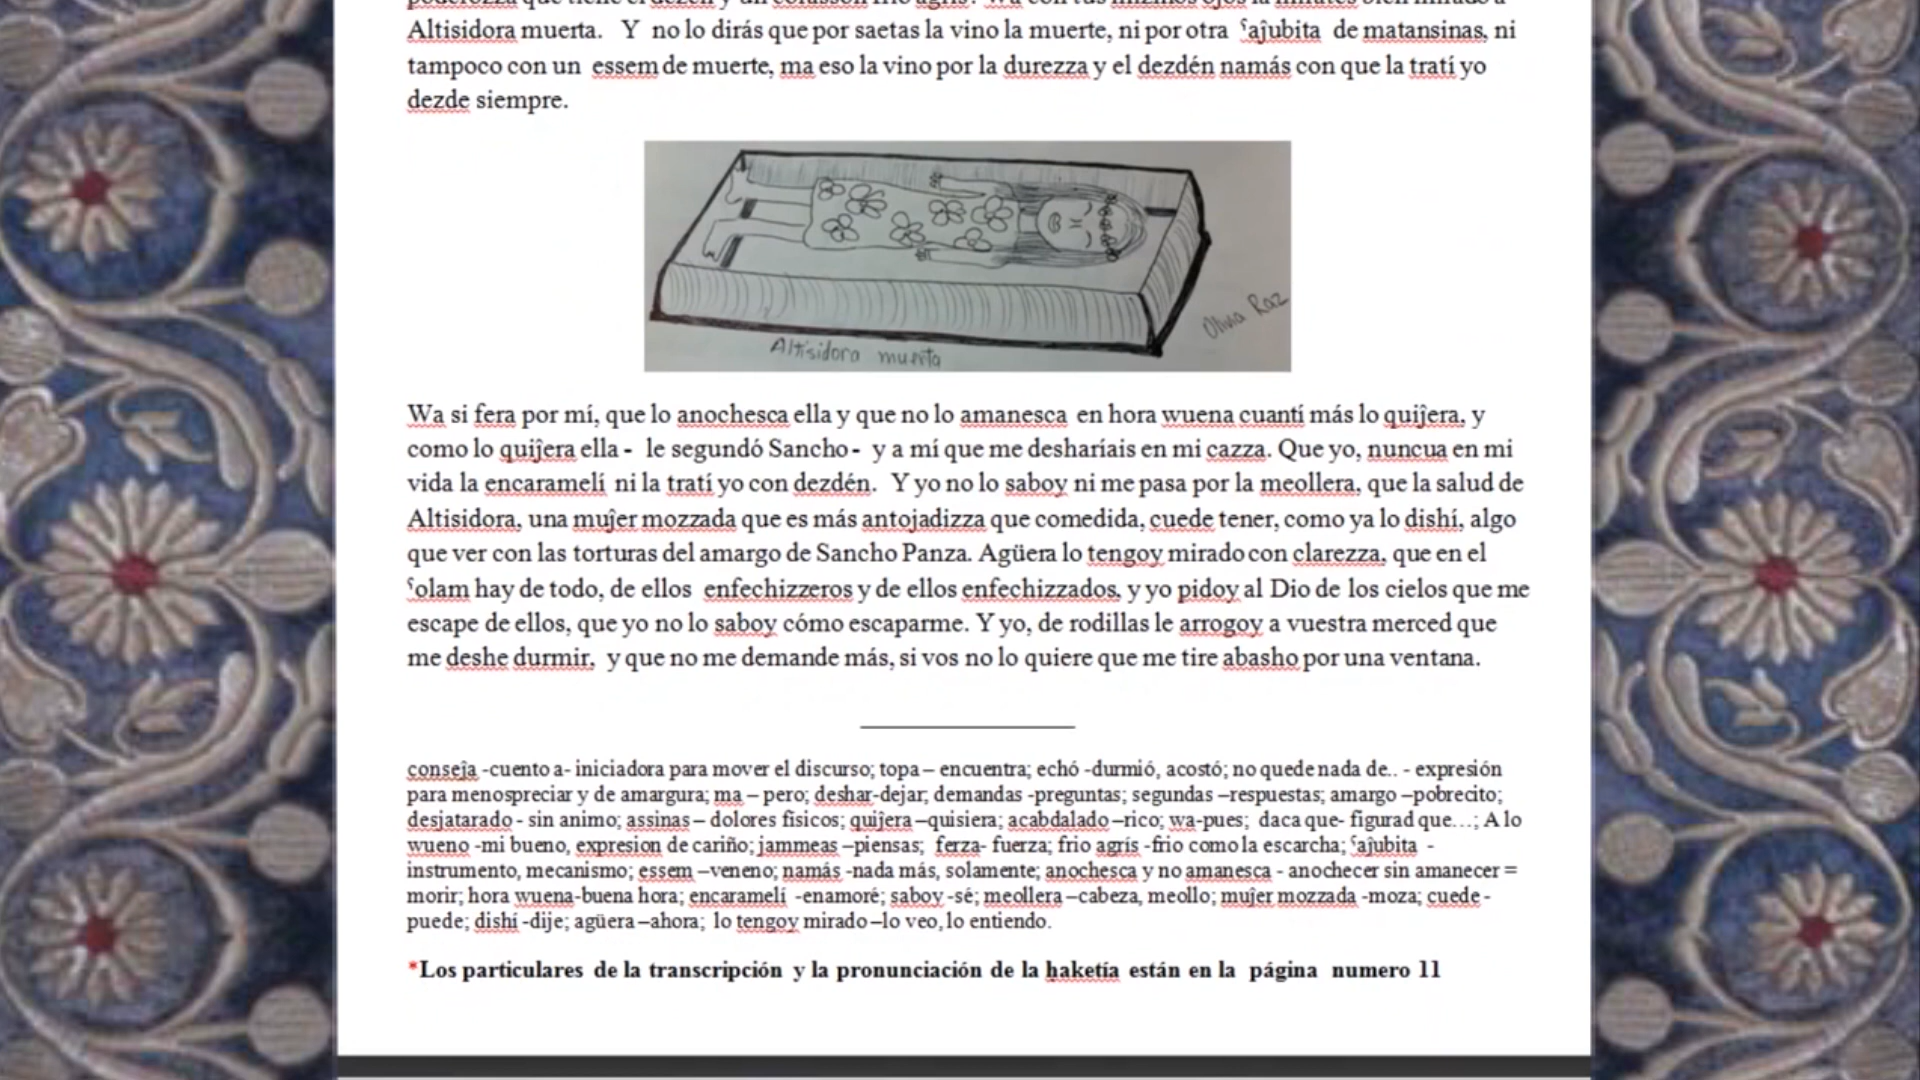 Altisidora muerta. Y no lo dirás que por saetas la vino la muerte, ni por otra ˤaĵubita de matansinas, ni
tampoco con un essem de muerte, ma eso la vino por la durezza y el dezdén namás con que la tratí yo
dezde siempre.
Olivia Raz
Altisidora muerta
Wa si fera por mí, que lo anochesca ella y que no lo amanesca en hora wuena cuantí más lo quiĵera, y
como lo quiĵera ella - le segundó Sancho- y a mí que me desharíais en mi cazza. Que yo, nuncua en mi
vida la encaramelí ni la tratí yo con dezdén. Y yo no lo saboy ni me pasa por la meollera, que la salud de
Altisidora, una muĵer mozzada que es más antojadizza que comedida, cuede tener, como ya lo dishí, algo
que ver con las torturas del amargo de Sancho Panza. Agüera lo tengoy mirado con clarezza, que en el
ˤolam hay de todo, de ellos enfechizzeros y de ellos enfechizzados, y yo pidoy al Dio de los cielos que me
escape de ellos, que yo no lo saboy cómo escaparme. Y yo, de rodillas le arrogoy a vuestra merced que
me deshe durmir, y que no me demande más, si vos no lo quiere que me tire abasho por una ventana.
conseĵa -cuento a- iniciadora para mover el discurso; topa – encuentra; echó -durmió, acostó; no quede nada de.. - expresión
para menospreciar y de amargura; ma – pero; deshar-dejar; demandas -preguntas; segundas –respuestas; amargo –pobrecito;
desjatarado - sin animo; assinas – dolores físicos; quiĵera –quisiera; acabdalado –rico; wa-pues; daca que- figurad que…; A lo
wueno -mi bueno, expresion de cariño; jammeas –piensas; ferza- fuerza; frio agrís -frio como la escarcha; ˤaĵubita -
instrumento, mecanismo; essem –veneno; namás -nada más, solamente; anochesca y no amanesca - anochecer sin amanecer =
morir; hora wuena-buena hora; encaramelí -enamoré; saboy -sé; meollera –cabeza, meollo; muĵer mozzada -moza; cuede -
puede; dishí -dije; agüera –ahora; lo tengoy mirado –lo veo, lo entiendo.
*Los particulares de la transcripción y la pronunciación de la ḥaketía están en la página numero 11